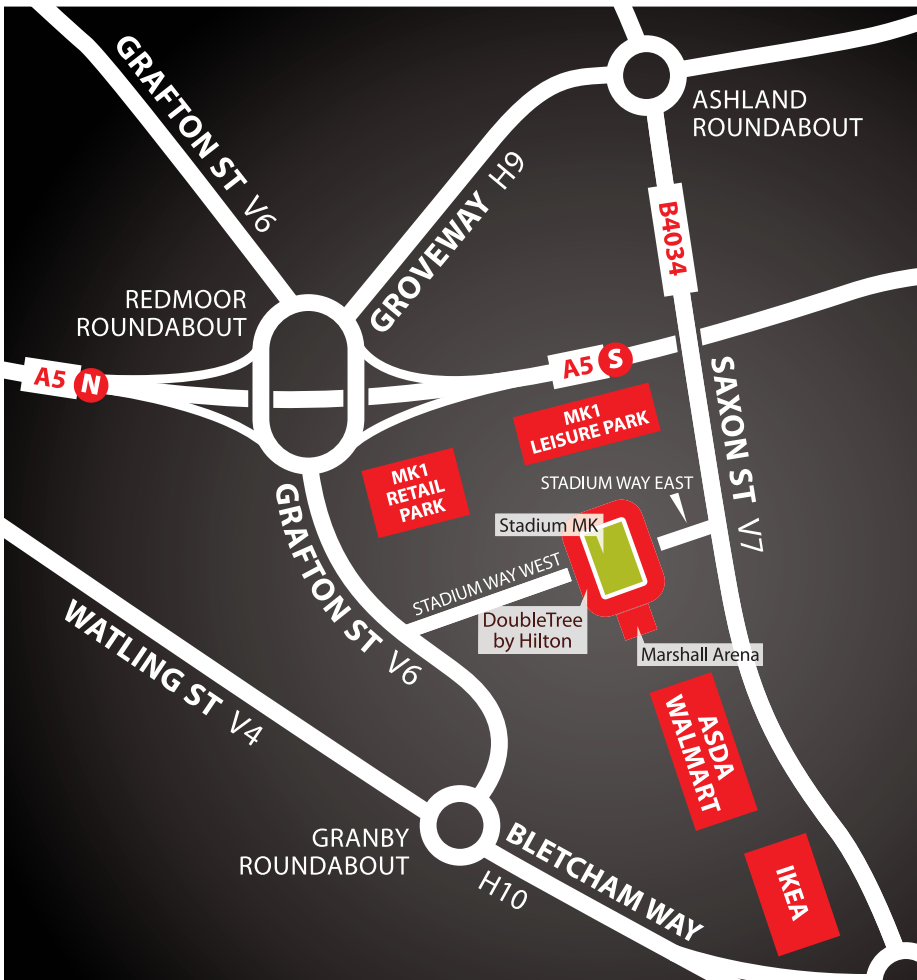 GRAFTON ST V6
ASHLAND
ROUNDABOUT
GROVEWAY H9
B4034
REDMOOR
ROUNDABOUT
A5 N
A5 S
SAXON ST V7
MK1
LEISURE PARK
MK1
RETAIL
PARK
STADIUM WAY EAST
Stadium MK
GRAFTON ST V6
STADIUM WAY WEST
DoubleTree
by Hilton
Marshall Arena
WATLING ST V4
ASDA
WALMART
GRANBY
ROUNDABOUT
BLETCHAM WAY
H10
IKEA